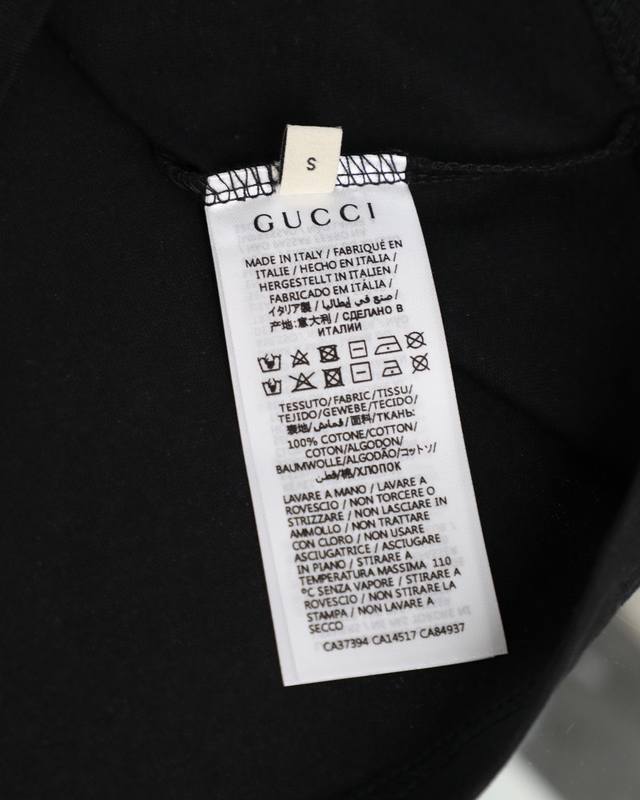 S
GUCCI
MADE IN ITALY / FABRIQUÉ EN
ITALIE / HECHO EN ITALIA /
HERGESTELLT IN ITALIEN /
FABRICADO EM ITÁLIA /
イタリア製 / صنع في إيطاليا /
产地:意大利 / СДЕЛАНО В
ИТАЛИИ
TESSUTO/FABRIC/TISSU/
TEJIDO/GEWEBE/TECIDO/
表地/قماش/面料/ТКАНЬ:
100% COTONE/COTTON/
COTON/ALGODON/
BAUMWOLLE/ALGODÃO/コットン/
قطن/棉/ХЛОПОК
LAVARE A MANO / LAVARE A
ROVESCIO / NON TORCERE O
STRIZZARE / NON LASCIARE IN
AMMOLLO / NON TRATTARE
CON CLORO / NON USARE
ASCIUGATRICE / ASCIUGARE
IN PIANO / STIRARE A
TEMPERATURA MASSIMA 110
°C SENZA VAPORE / STIRARE A
ROVESCIO / NON STIRARE LA
STAMPA / NON LAVARE A
SECCO
CA37394 CA14517 CA84937